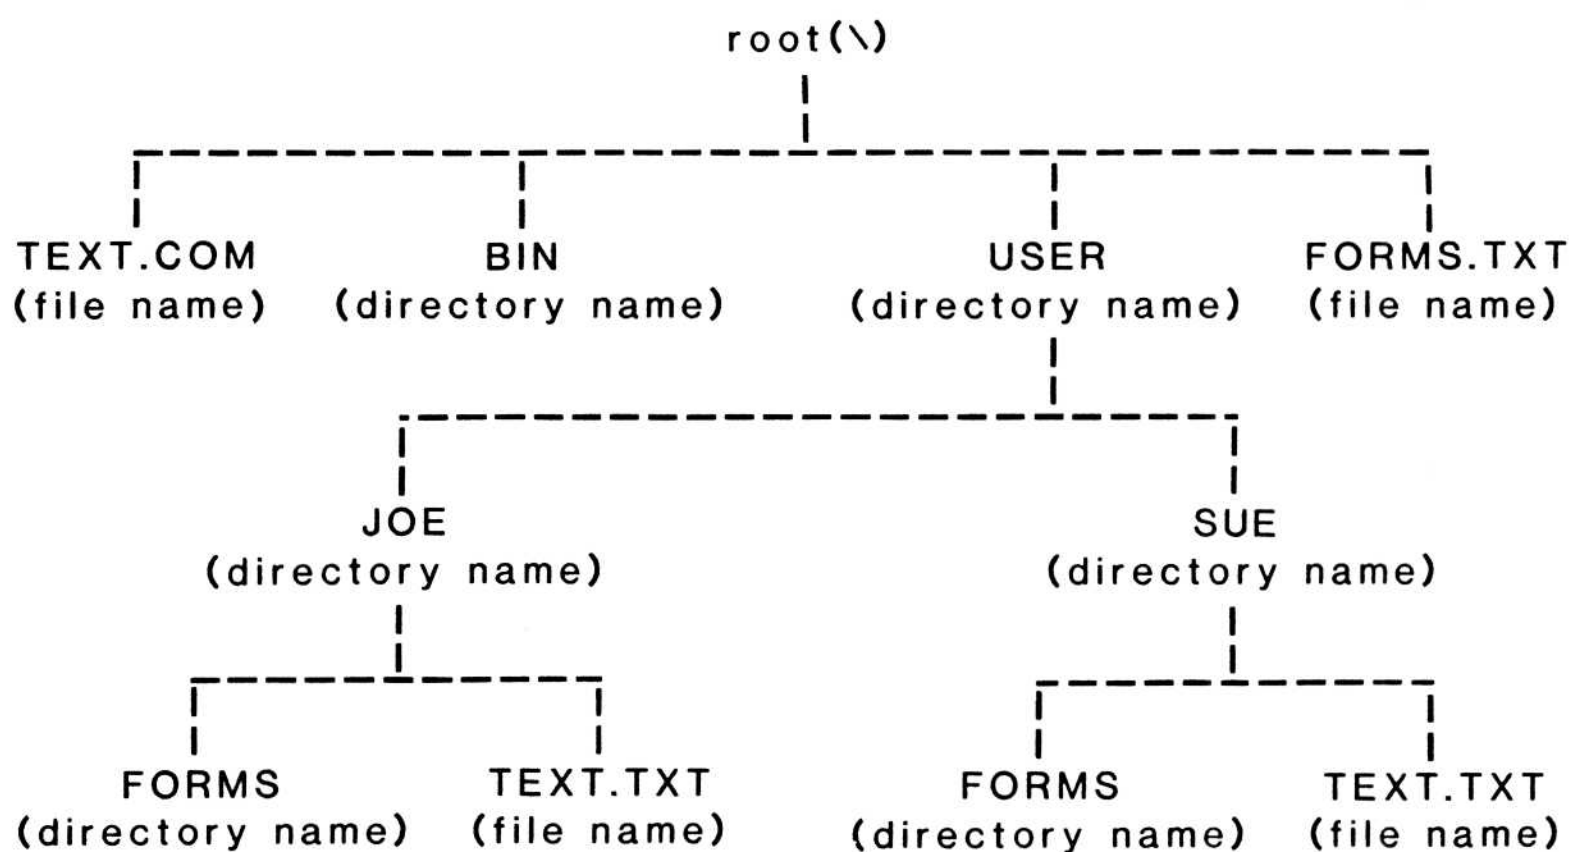 root(\)
TEXT.COM BIN USER FORMS.TXT
(file name) (directory name) (directory name) (file name)
JOE SUE
(directory name) (directory name)
FORMS TEXT.TXT FORMS TEXT.TXT
(directory name) (file name) (directory name) (file name)